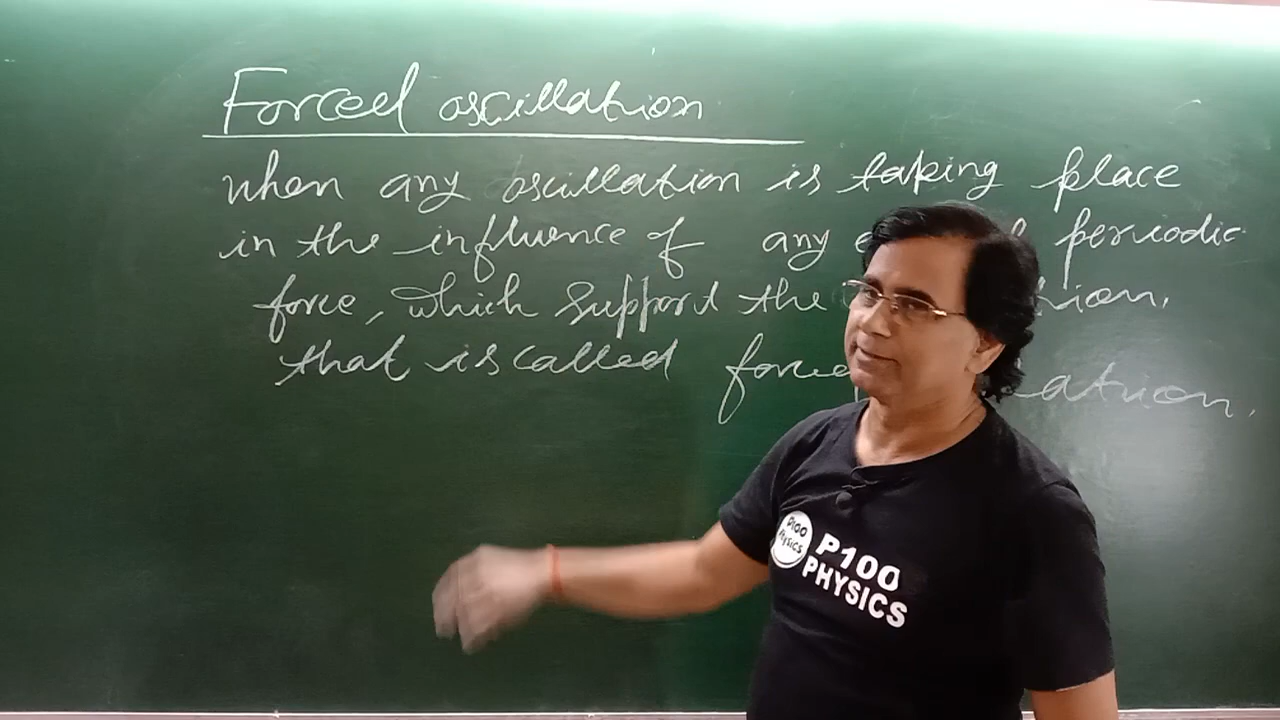 Forced oscillation
when any oscillation is taking place
in the influence of any periodic
force, which support the
that is called
P100
PHYSICS
P100
PHYSICS